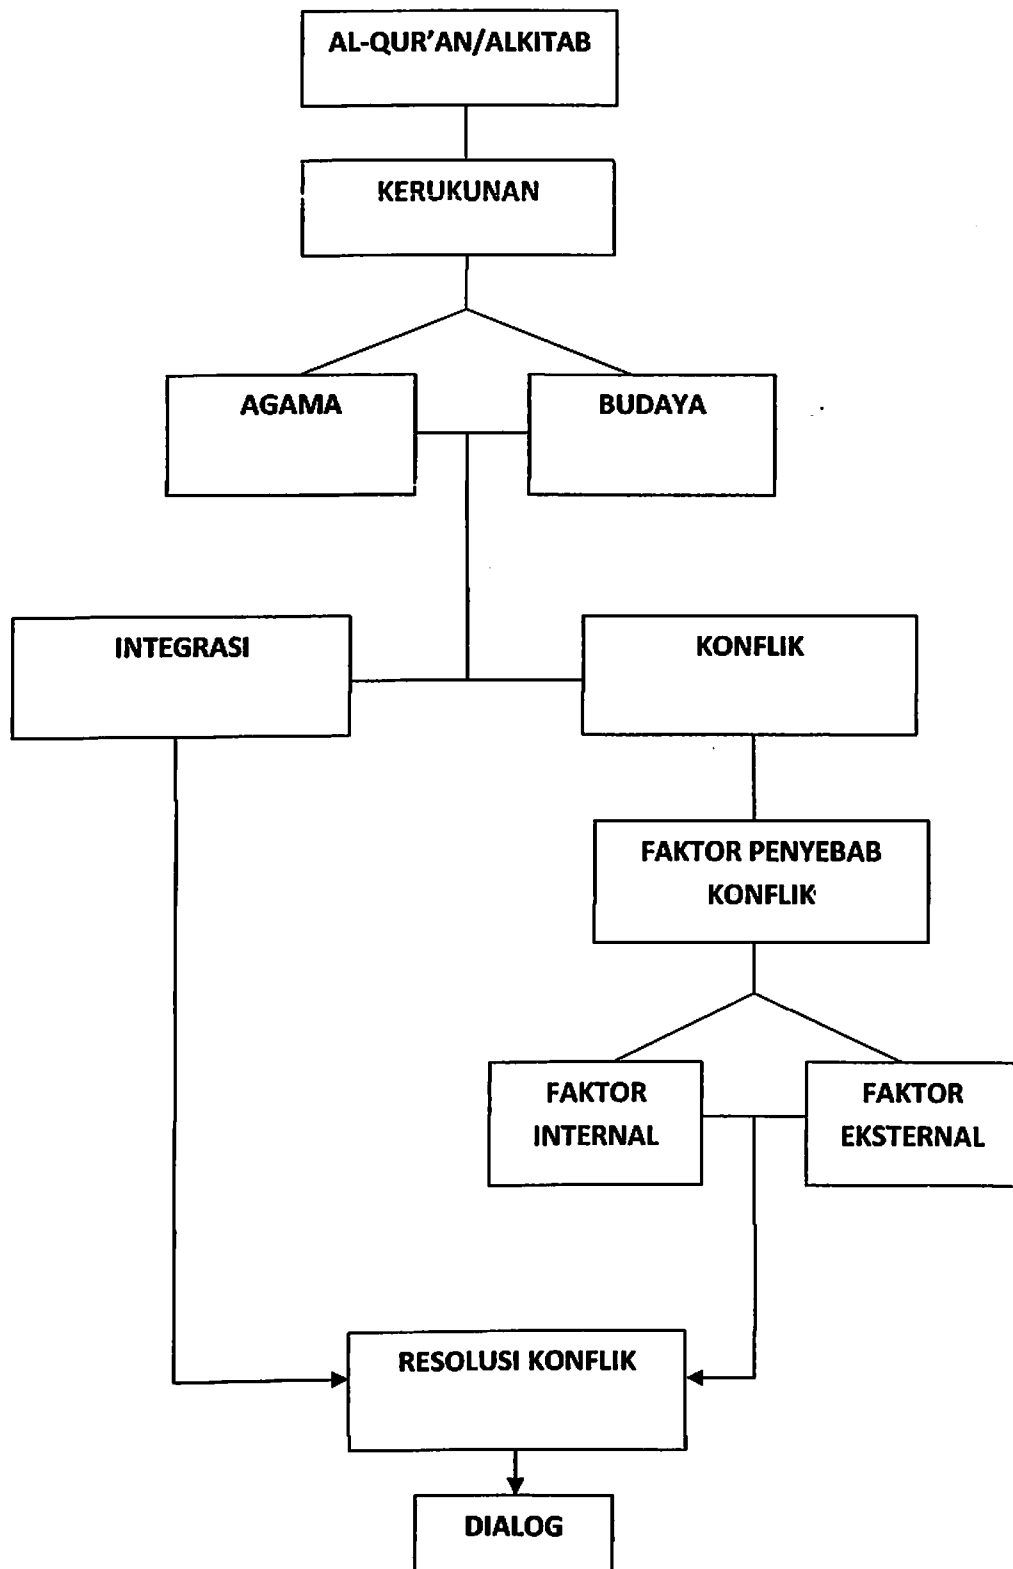 AL-QUR'AN/ALKITAB
KERUKUNAN
AGAMA
BUDAYA
INTEGRASI
KONFLIK
FAKTOR PENYEBAB
KONFLIK
FAKTOR
INTERNAL
FAKTOR
EKSTERNAL
RESOLUSI KONFLIK
DIALOG